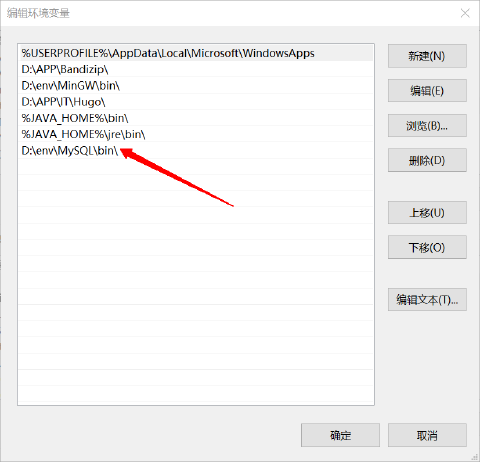 编辑环境变量
%USERPROFILE%\AppData\Local\Microsoft\WindowsApps
D:\APP\Bandizip\
D:\env\MinGW\bin\
D:\APP\IT\Hugo\
%JAVA_HOME%\bin\
%JAVA_HOME%\jre\bin\
D:\env\MySQL\bin\
新建(N)
编辑(E)
浏览(B)...
删除(D)
上移(U)
下移(O)
编辑文本(T)...
确定
取消